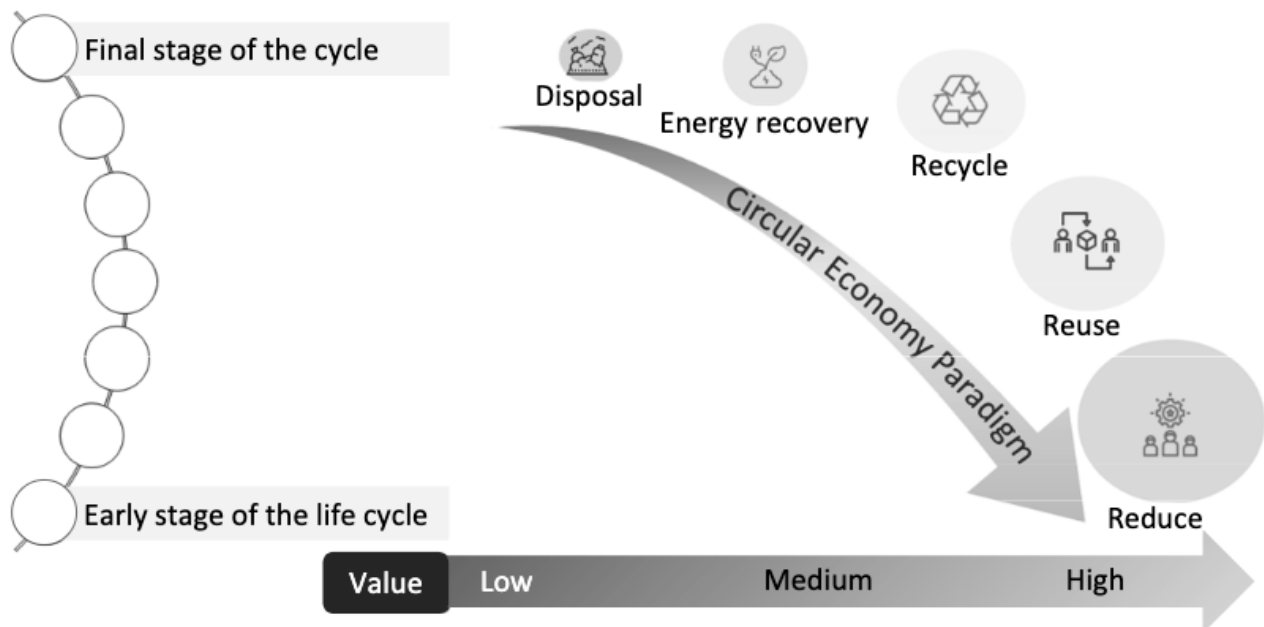 Final stage of the cycle
Disposal
Energy recovery
Recycle
Circular Economy Paradigm
Reuse
Early stage of the life cycle
Reduce
Value
Low
Medium
High